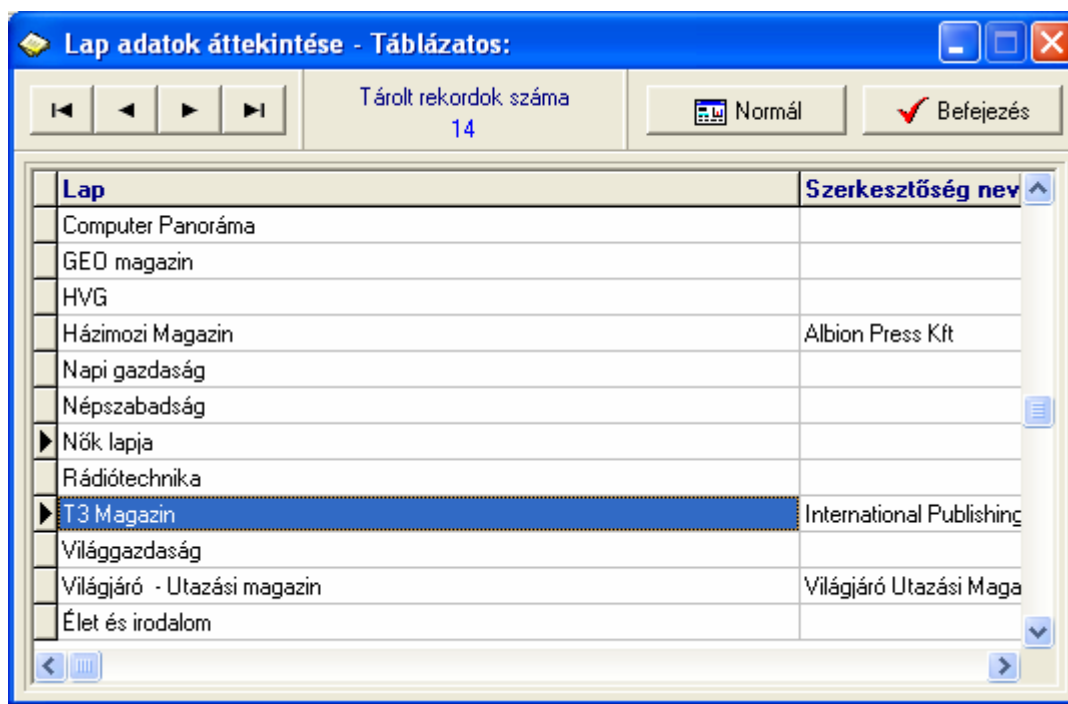 Lap adatok áttekintése - Táblázatos:
Tárolt rekordok száma
14
Normál
Befejezés
Lap Szerkesztőség nev
Computer Panoráma
GEO magazin
HVG
Házimozi Magazin Albion Press Kft
Napi gazdaság
Népszabadság
Nők lapja
Rádiótechnika
T3 Magazin International Publishing
Világgazdaság
Világjáró - Utazási magazin Világjáró Utazási Maga
Élet és irodalom